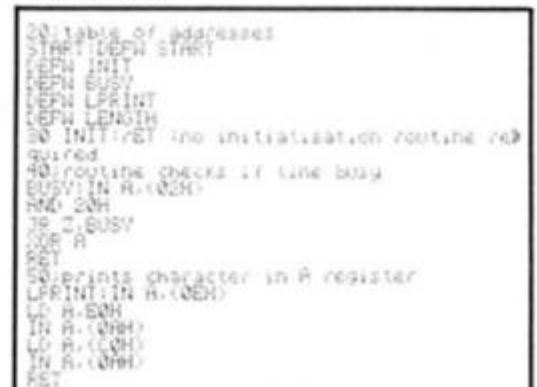 20;table of addresses
START:DEFW START
DEFW INIT
DEFW BUSY
DEFW LPRINT
DEFW LENGTH
30 INIT:rET ;no initiatisation routine re
quired
40;routine checks if line busy
BUSY:IN A,(02H)
AND 20H
JR Z,BUSY
XOR A
RET
50;prints character in A register
LPRINT:IN A,(0EH)
LD A,E0H
IN A,(0AH)
LD A,(C0H)
IN A,(0AH)
RET